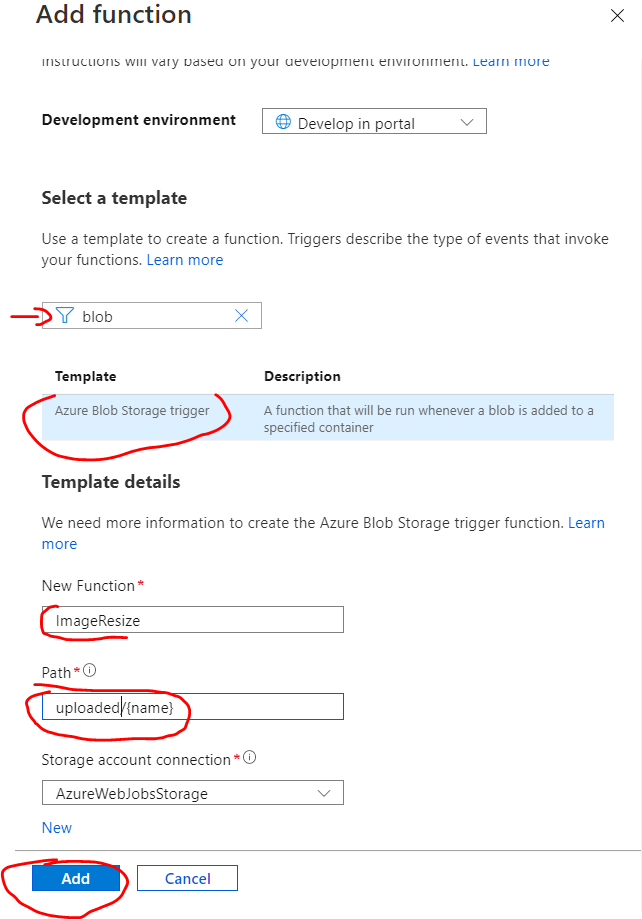 Add function
instructions will vary based on your development environment. Learn more
Development environment
Develop in portal
Select a template
Use a template to create a function. Triggers describe the type of events that invoke
your functions. Learn more
blob
Template Description
Azure Blob Storage trigger A function that will be run whenever a blob is added to a
specified container
Template details
We need more information to create the Azure Blob Storage trigger function. Learn
more
New Function*
ImageResize
Path*
uploaded/{name}
Storage account connection*
AzureWebJobsStorage
New
Add Cancel